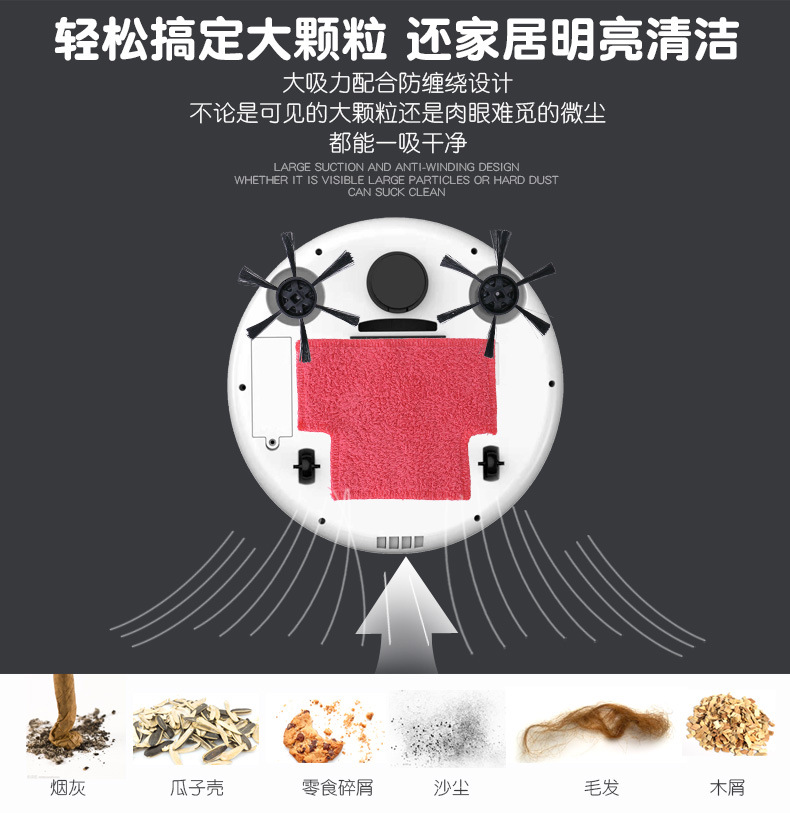 轻松搞定大颗粒 还家居明亮清洁
大吸力配合防缠绕设计
不论是可见的大颗粒还是肉眼难觅的微尘
都能一吸干净
LARGE SUCTION AND ANTI-WINDING DESIGN
WHETHER IT IS VISIBLE LARGE PARTICLES OR HARD DUST
CAN SUCK CLEAN
烟灰 瓜子壳 零食碎屑 沙尘 毛发 木屑